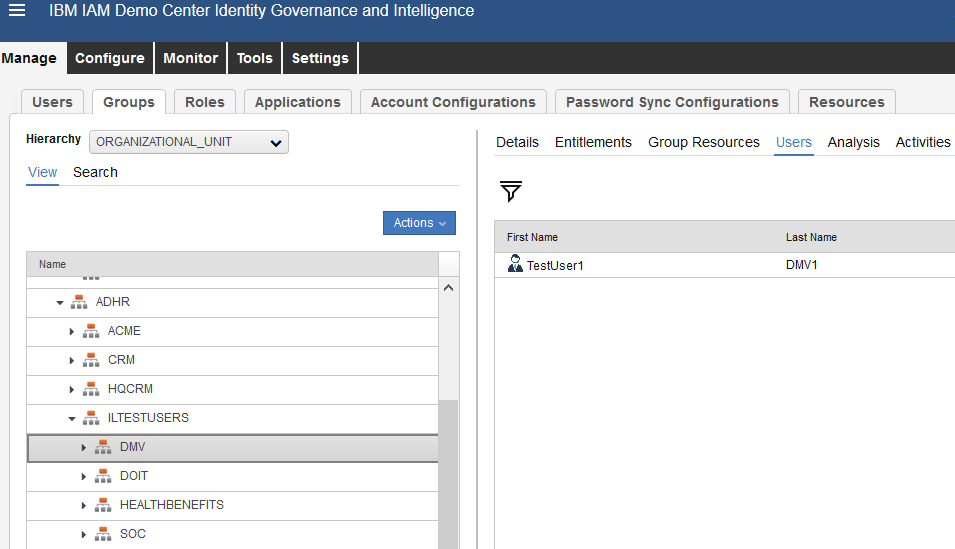 IBM IAM Demo Center Identity Governance and Intelligence
Manage Configure Monitor Tools Settings
Users Groups Roles Applications Account Configurations Password Sync Configurations Resources
Hierarchy ORGANIZATIONAL_UNIT
View Search
Actions
Name
ADHR
ACME
CRM
HQCRM
ILTESTUSERS
DMV
DOIT
HEALTHBENEFITS
SOC
Details Entitlements Group Resources Users Analysis Activities
First Name Last Name
TestUser1 DMV1